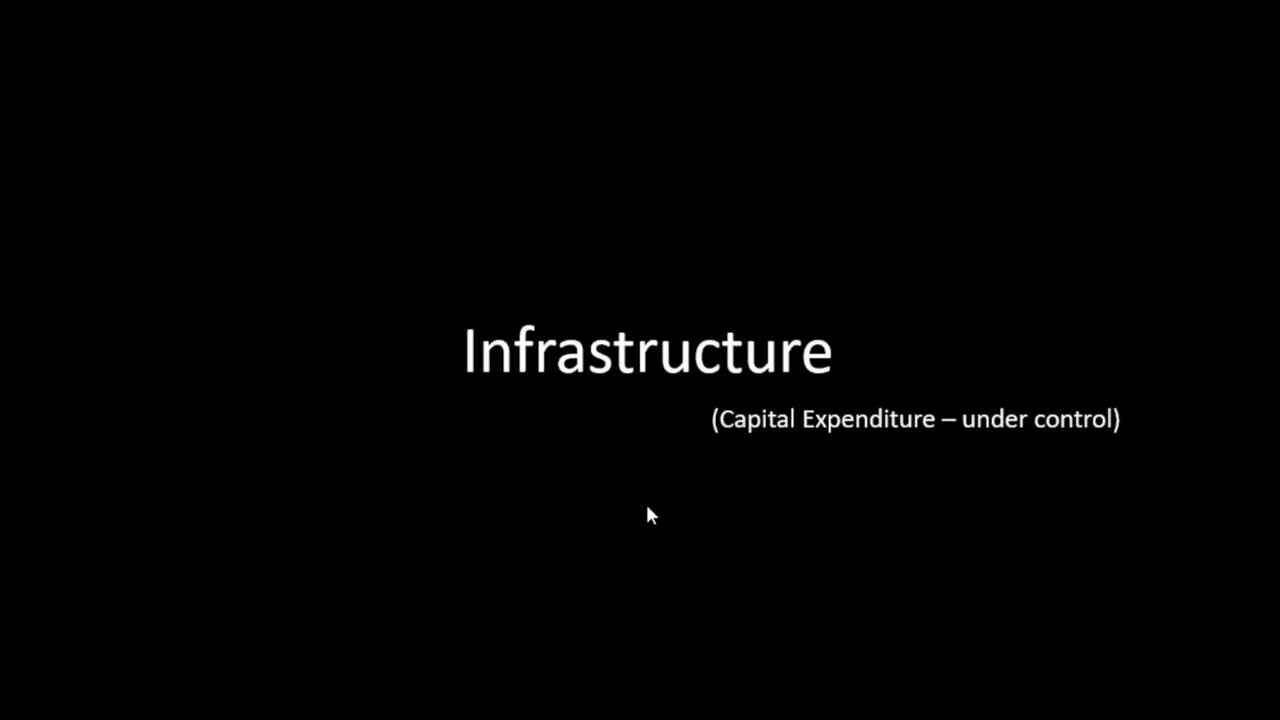 Infrastructure
(Capital Expenditure – under control)